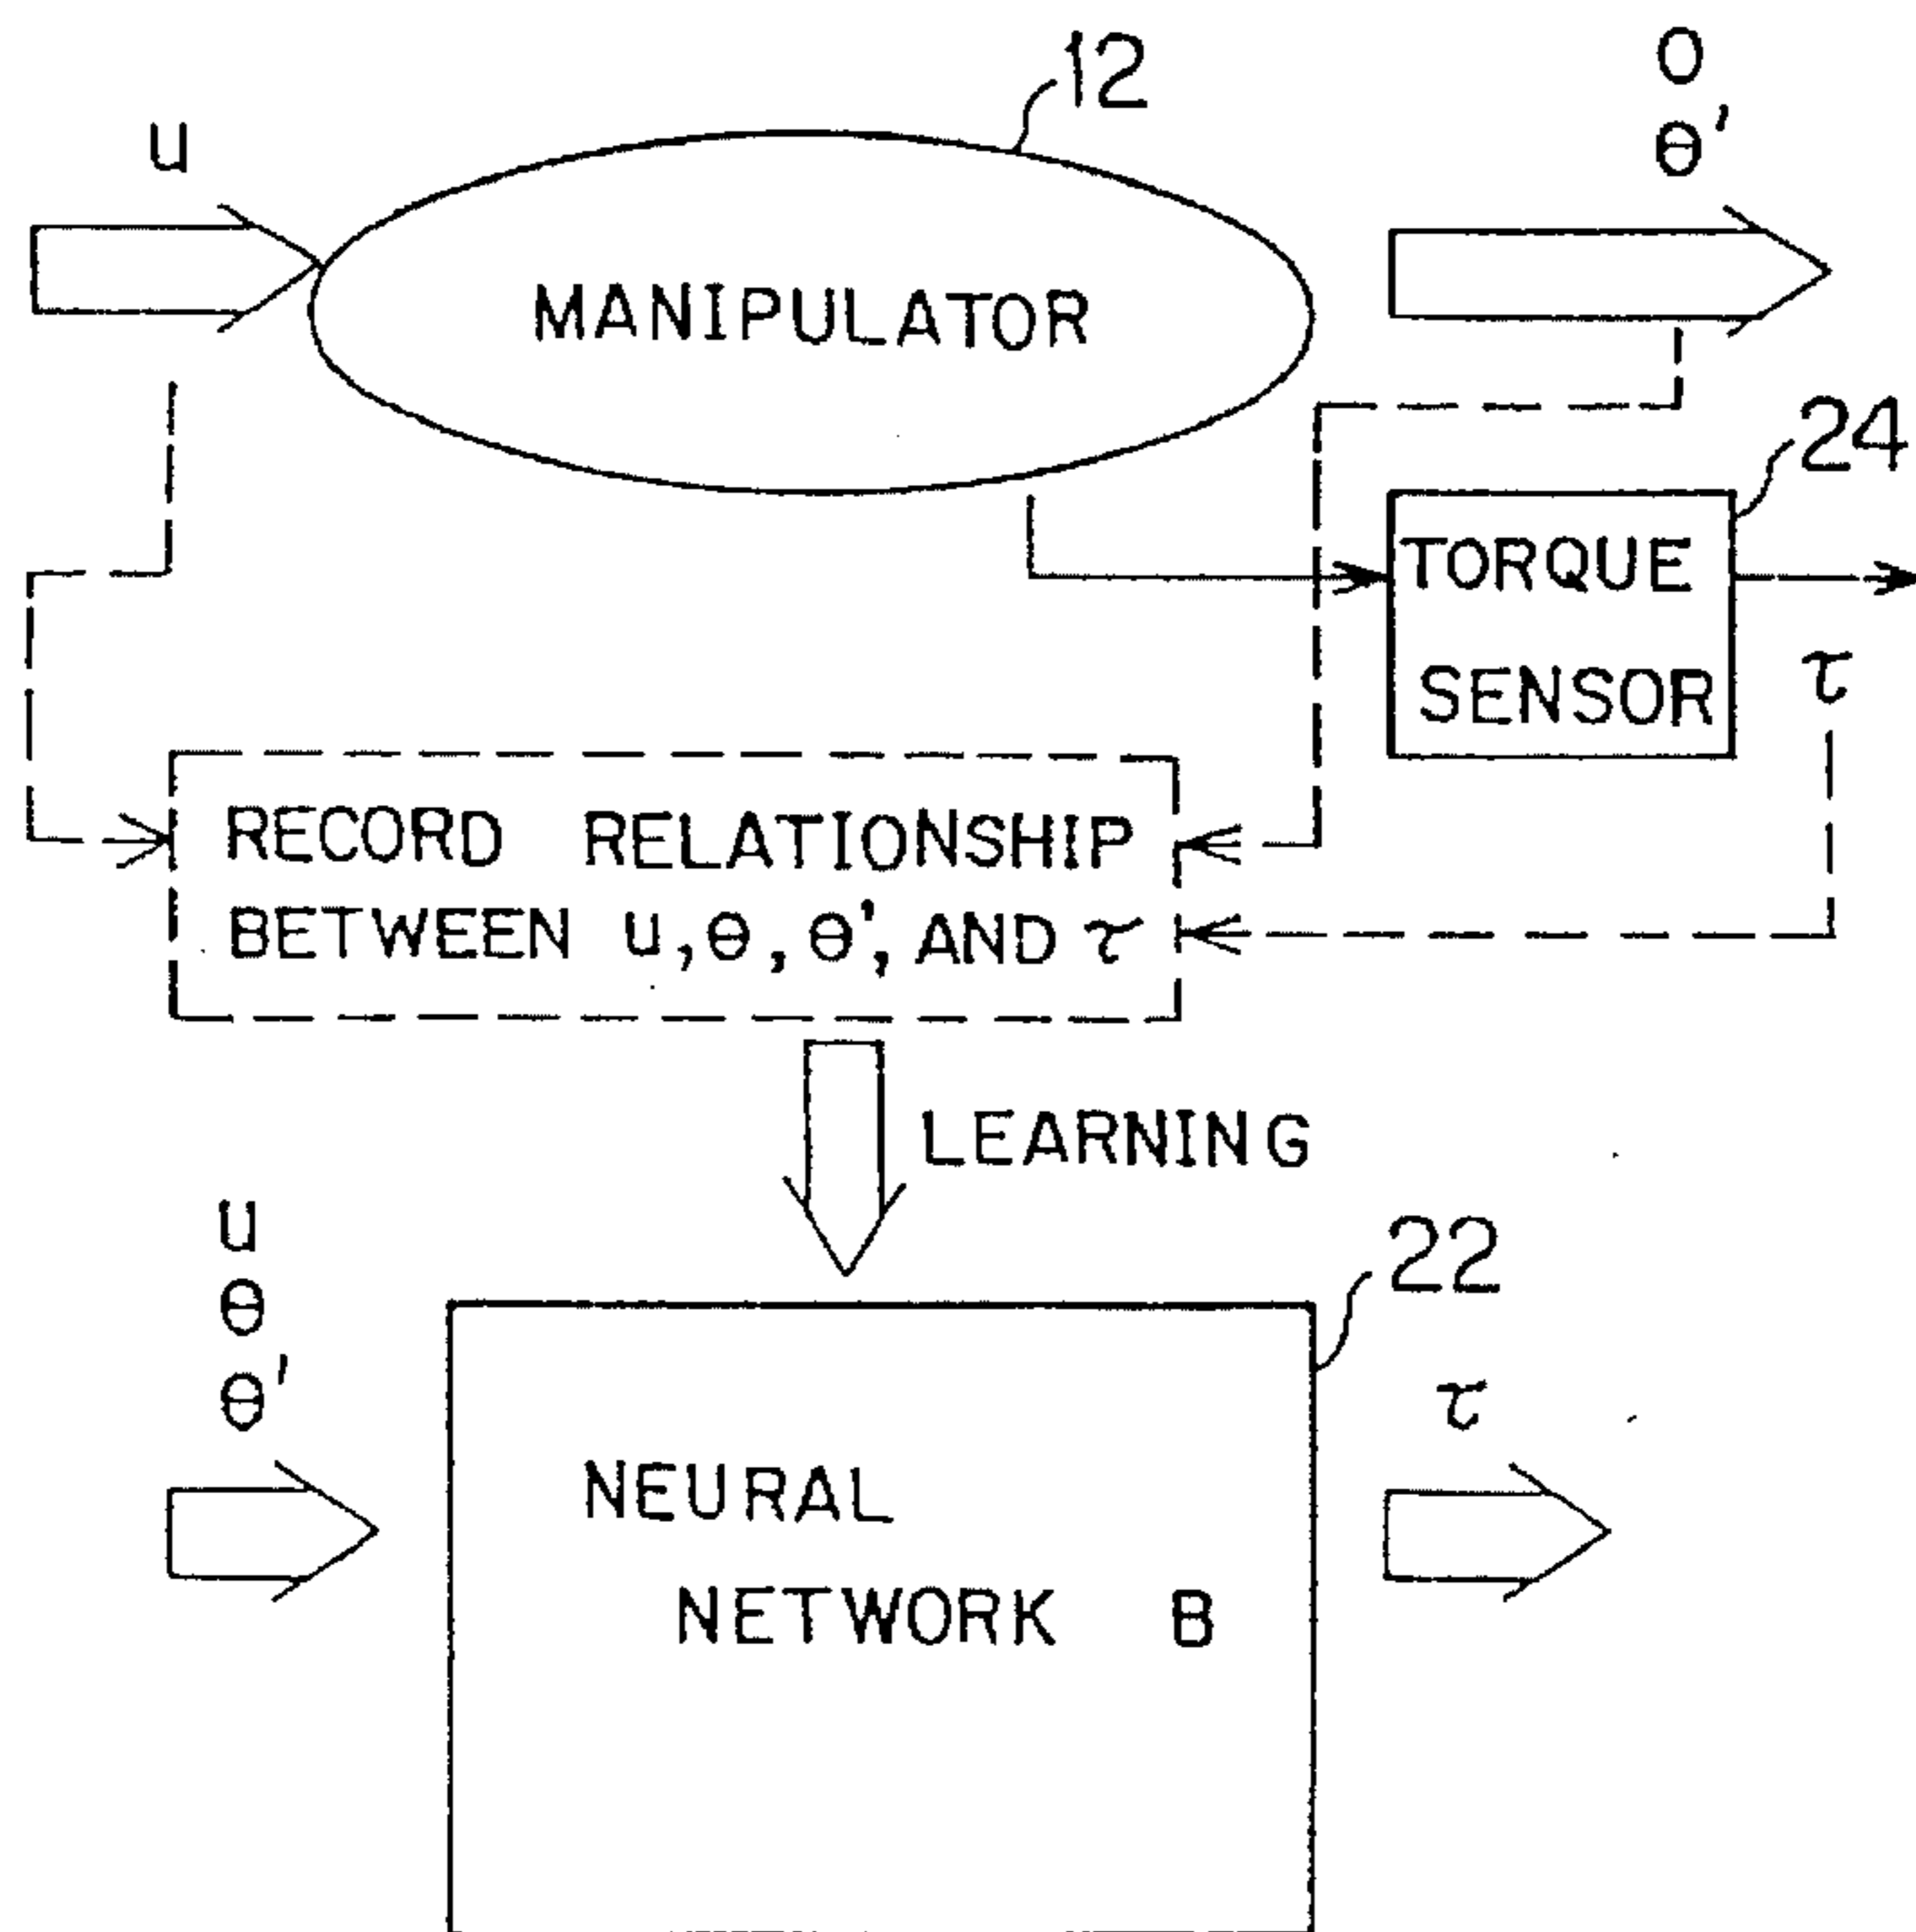 12
O
u
θ'
MANIPULATOR
24
TORQUE
SENSOR
τ
RECORD RELATIONSHIP
BETWEEN u, θ, θ', AND τ
LEARNING
u
θ
θ'
22
τ
NEURAL
NETWORK B